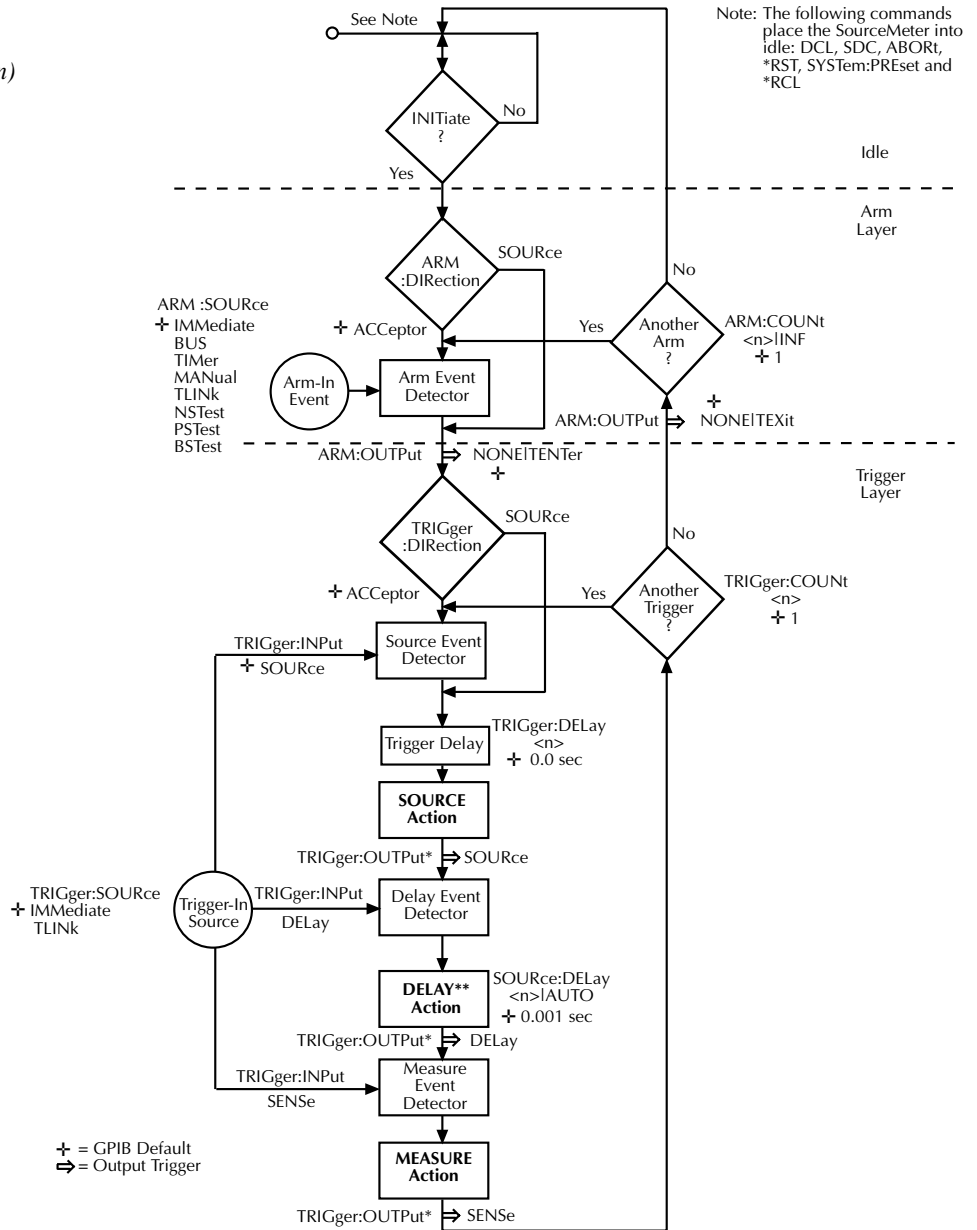 n)
See Note
Note: The following commands
place the SourceMeter into
idle: DCL, SDC, ABORt,
*RST, SYSTem:PREset and
*RCL
INITiate
?
No
Yes
Idle
Arm
Layer
ARM
:DIRection
SOURce
No
ARM :SOURce
✛ IMMediate
BUS
TIMer
MANual
TLINk
NSTest
PSTest
BSTest
✛ ACCeptor
Yes
Another
Arm
?
ARM:COUNt
<n>|INF
✛ 1
Arm-In
Event
Arm Event
Detector
✛
ARM:OUTPut ⇨ NONE|TEXit
ARM:OUTPut ⇨ NONE|TENTer
✛
Trigger
Layer
TRIGger
:DIRection
SOURce
No
✛ ACCeptor
Yes
Another
Trigger
?
TRIGger:COUNt
<n>
✛ 1
TRIGger:INPut
✛ SOURce
Source Event
Detector
Trigger Delay
TRIGger:DELay
<n>
✛ 0.0 sec
SOURCE
Action
TRIGger:OUTPut* ⇨ SOURce
TRIGger:SOURce
✛ IMMediate
TLINk
Trigger-In
Source
TRIGger:INPut
DELay
Delay Event
Detector
DELAY**
Action
SOURce:DELay
<n>|AUTO
✛ 0.001 sec
TRIGger:OUTPut* ⇨ DELay
TRIGger:INPut
SENSe
Measure
Event
Detector
✛ = GPIB Default
⇨ = Output Trigger
MEASURE
Action
TRIGger:OUTPut* ⇨ SENSe